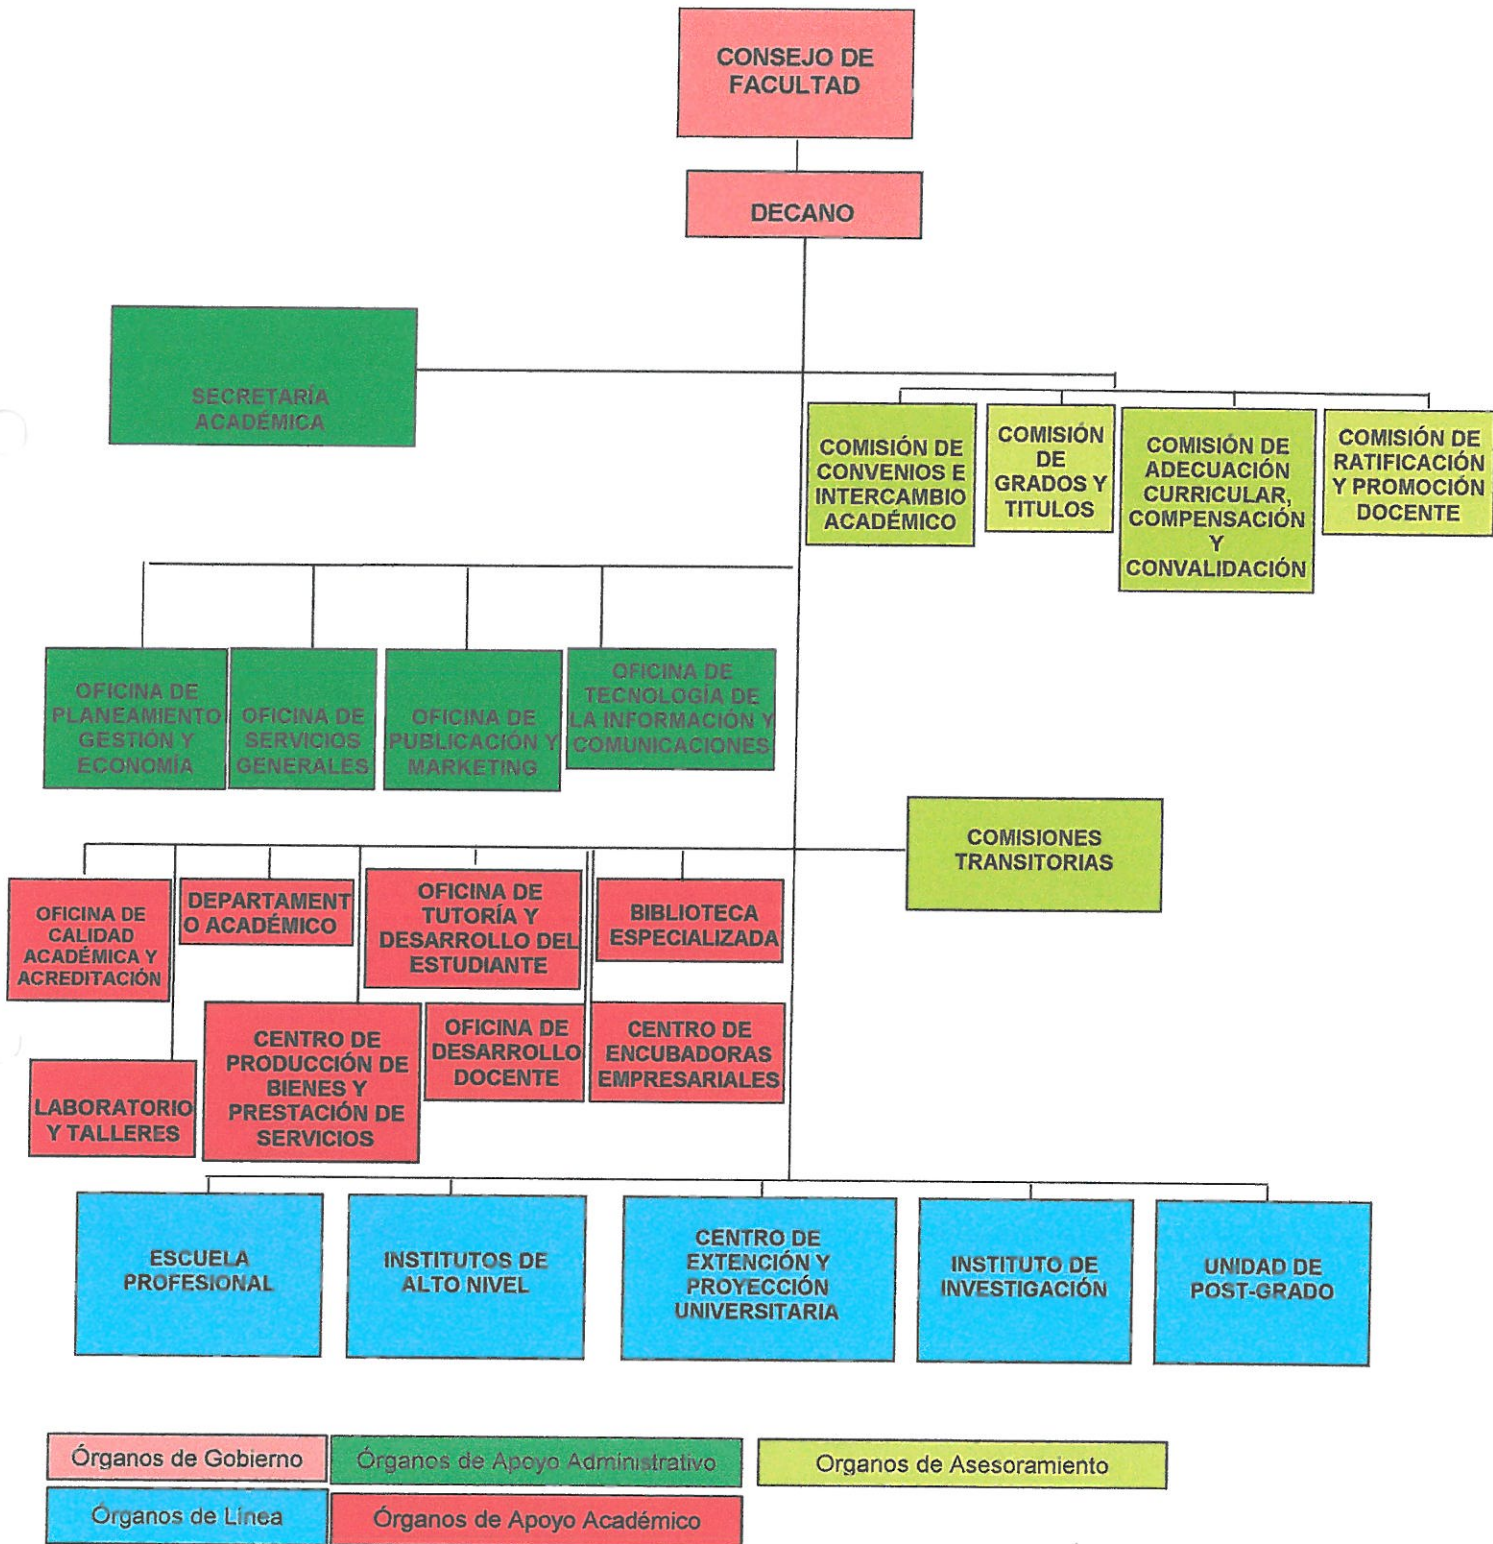 CONSEJO DE
FACULTAD
DECANO
SECRETARÍA
ACADÉMICA
COMISIÓN DE
CONVENIOS E
INTERCAMBIO
ACADÉMICO
COMISIÓN
DE
GRADOS Y
TITULOS
COMISIÓN DE
ADECUACIÓN
CURRICULAR,
COMPENSACIÓN
Y
CONVALIDACIÓN
COMISIÓN DE
RATIFICACIÓN
Y PROMOCIÓN
DOCENTE
OFICINA DE
PLANEAMIENTO
GESTIÓN Y
ECONOMÍA
OFICINA DE
SERVICIOS
GENERALES
OFICINA DE
PUBLICACIÓN Y
MARKETING
OFICINA DE
TECNOLOGÍA DE
LA INFORMACIÓN Y
COMUNICACIONES
COMISIONES
TRANSITORIAS
OFICINA DE
CALIDAD
ACADÉMICA Y
ACREDITACIÓN
DEPARTAMENT
O ACADÉMICO
OFICINA DE
TUTORÍA Y
DESARROLLO DEL
ESTUDIANTE
BIBLIOTECA
ESPECIALIZADA
LABORATORIO
Y TALLERES
CENTRO DE
PRODUCCIÓN DE
BIENES Y
PRESTACIÓN DE
SERVICIOS
OFICINA DE
DESARROLLO
DOCENTE
CENTRO DE
ENCUBADORAS
EMPRESARIALES
ESCUELA
PROFESIONAL
INSTITUTOS DE
ALTO NIVEL
CENTRO DE
EXTENCIÓN Y
PROYECCIÓN
UNIVERSITARIA
INSTITUTO DE
INVESTIGACIÓN
UNIDAD DE
POST-GRADO
Órganos de Gobierno
Órganos de Apoyo Administrativo
Organos de Asesoramiento
Órganos de Línea
Órganos de Apoyo Académico